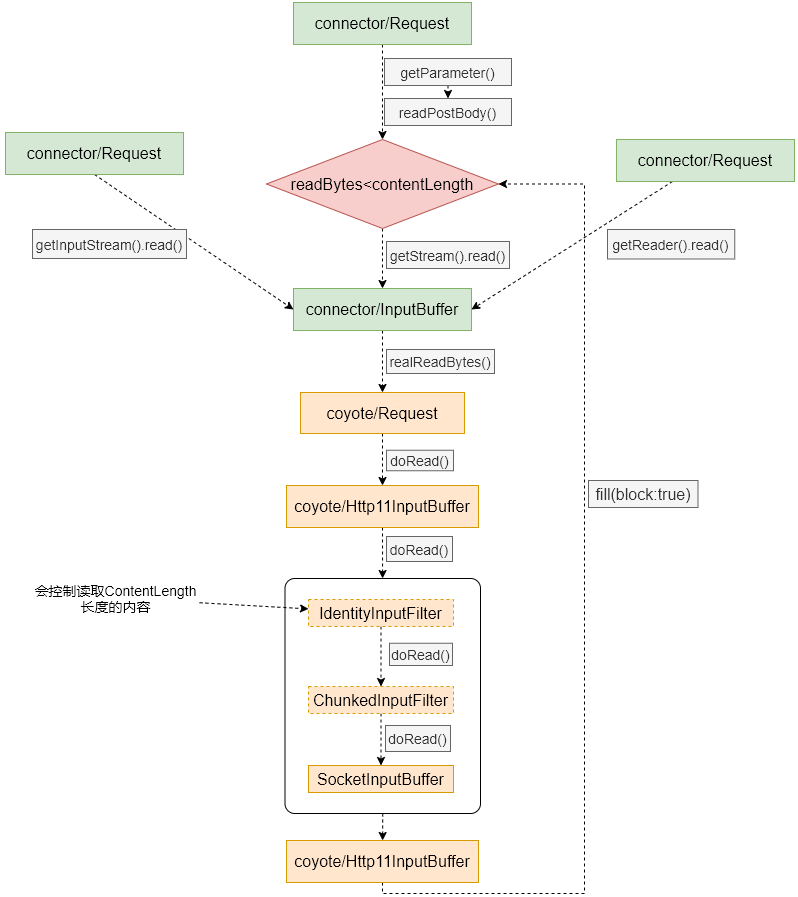 connector/Request
getParameter()
readPostBody()
connector/Request
readBytes<contentLength
connector/Request
getInputStream().read()
getStream().read()
getReader().read()
connector/InputBuffer
realReadBytes()
coyote/Request
doRead()
coyote/Http11InputBuffer
fill(block:true)
doRead()
会控制读取ContentLength
长度的内容
IdentityInputFilter
doRead()
ChunkedInputFilter
doRead()
SocketInputBuffer
coyote/Http11InputBuffer